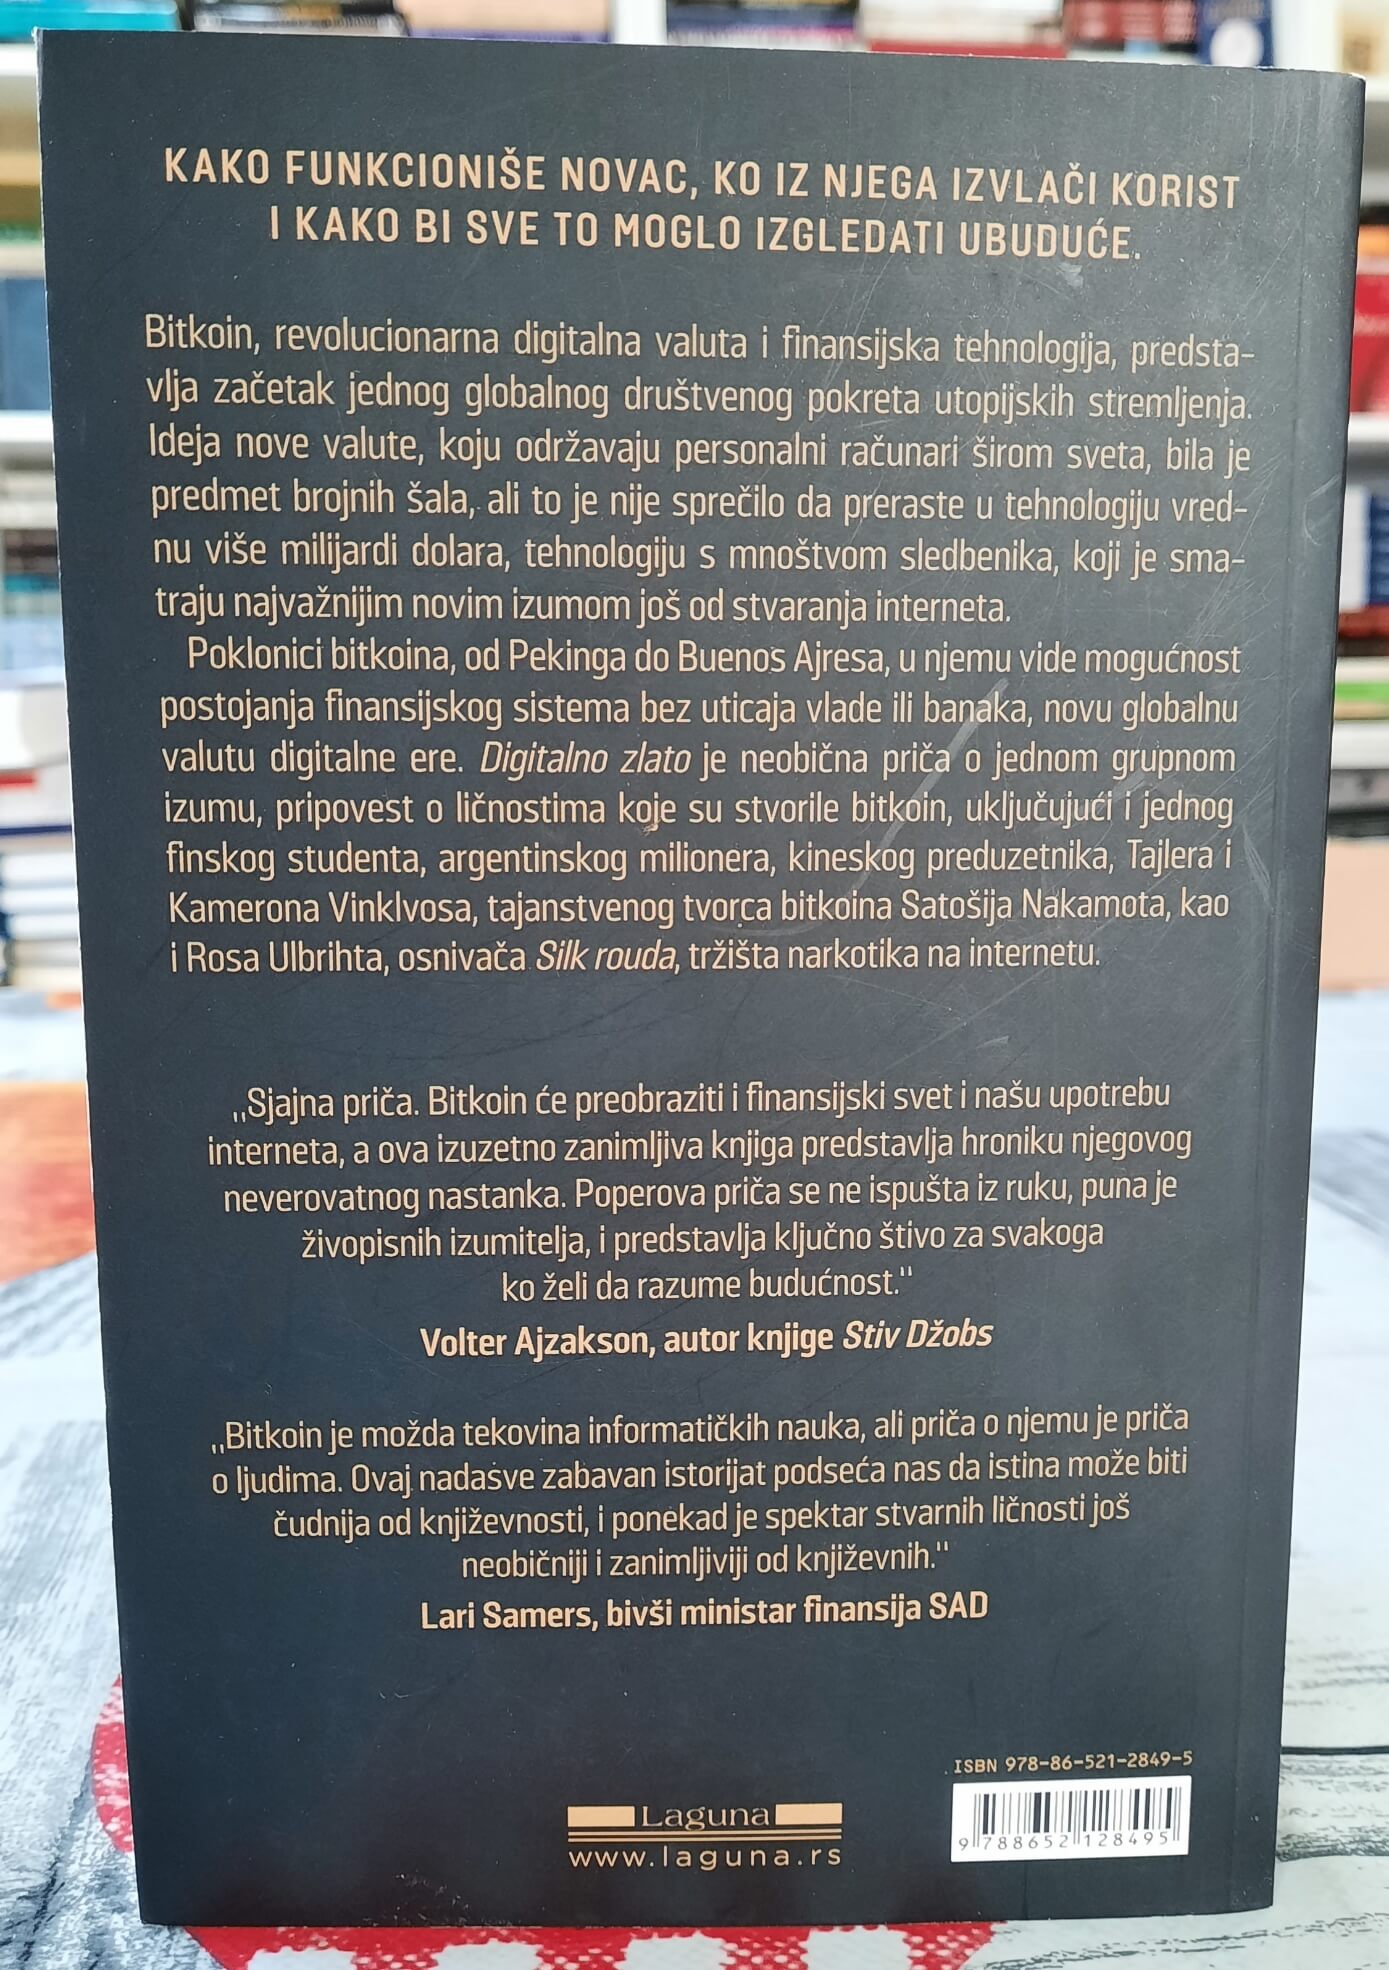 KAKO FUNKCIONIŠE NOVAC, KO IZ NJEGA IZVLAČI KORIST
I KAKO BI SVE TO MOGLO IZGLEDATI UBUDUĆE.
Bitkoin, revolucionarna digitalna valuta i finansijska tehnologija, predsta-
vlja začetak jednog globalnog društvenog pokreta utopijskih stremljenja.
Ideja nove valute, koju održavaju personalni računari širom sveta, bila je
predmet brojnih šala, ali to je nije sprečilo da preraste u tehnologiju vred-
nu više milijardi dolara, tehnologiju s mnoštvom sledbenika, koji je sma-
traju najvažnijim novim izumom još od stvaranja interneta.
Poklonici bitkoina, od Pekinga do Buenos Ajresa, u njemu vide mogućnost
postojanja finansijskog sistema bez uticaja vlade ili banaka, novu globalnu
valutu digitalne ere. Digitalno zlato je neobična priča o jednom grupnom
izumu, pripovest o ličnostima koje su stvorile bitkoin, uključujući i jednog
finskog studenta, argentinskog milionera, kineskog preduzetnika, Tajlera i
Kamerona Vinklvosa, tajanstvenog tvorca bitkoina Satošija Nakamota, kao
i Rosa Ulbrihta, osnivača Silk rouda, tržišta narkotika na internetu.
„Sjajna priča. Bitkoin će preobraziti i finansijski svet i našu upotrebu
interneta, a ova izuzetno zanimljiva knjiga predstavlja hroniku njegovog
neverovatnog nastanka. Poperova priča se ne ispušta iz ruku, puna je
živopisnih izumitelja, i predstavlja ključno štivo za svakoga
ko želi da razume budućnost."
Volter Ajzakson, autor knjige Stiv Džobs
„Bitkoin je možda tekovina informatičkih nauka, ali priča o njemu je priča
o ljudima. Ovaj nadasve zabavan istorijat podseća nas da istina može biti
čudnija od književnosti, i ponekad je spektar stvarnih ličnosti još
neobičniji i zanimljiviji od književnih."
Lari Samers, bivši ministar finansija SAD
ISBN 978-86-521-2849-5
Laguna
www.laguna.rs
9 788652 128495